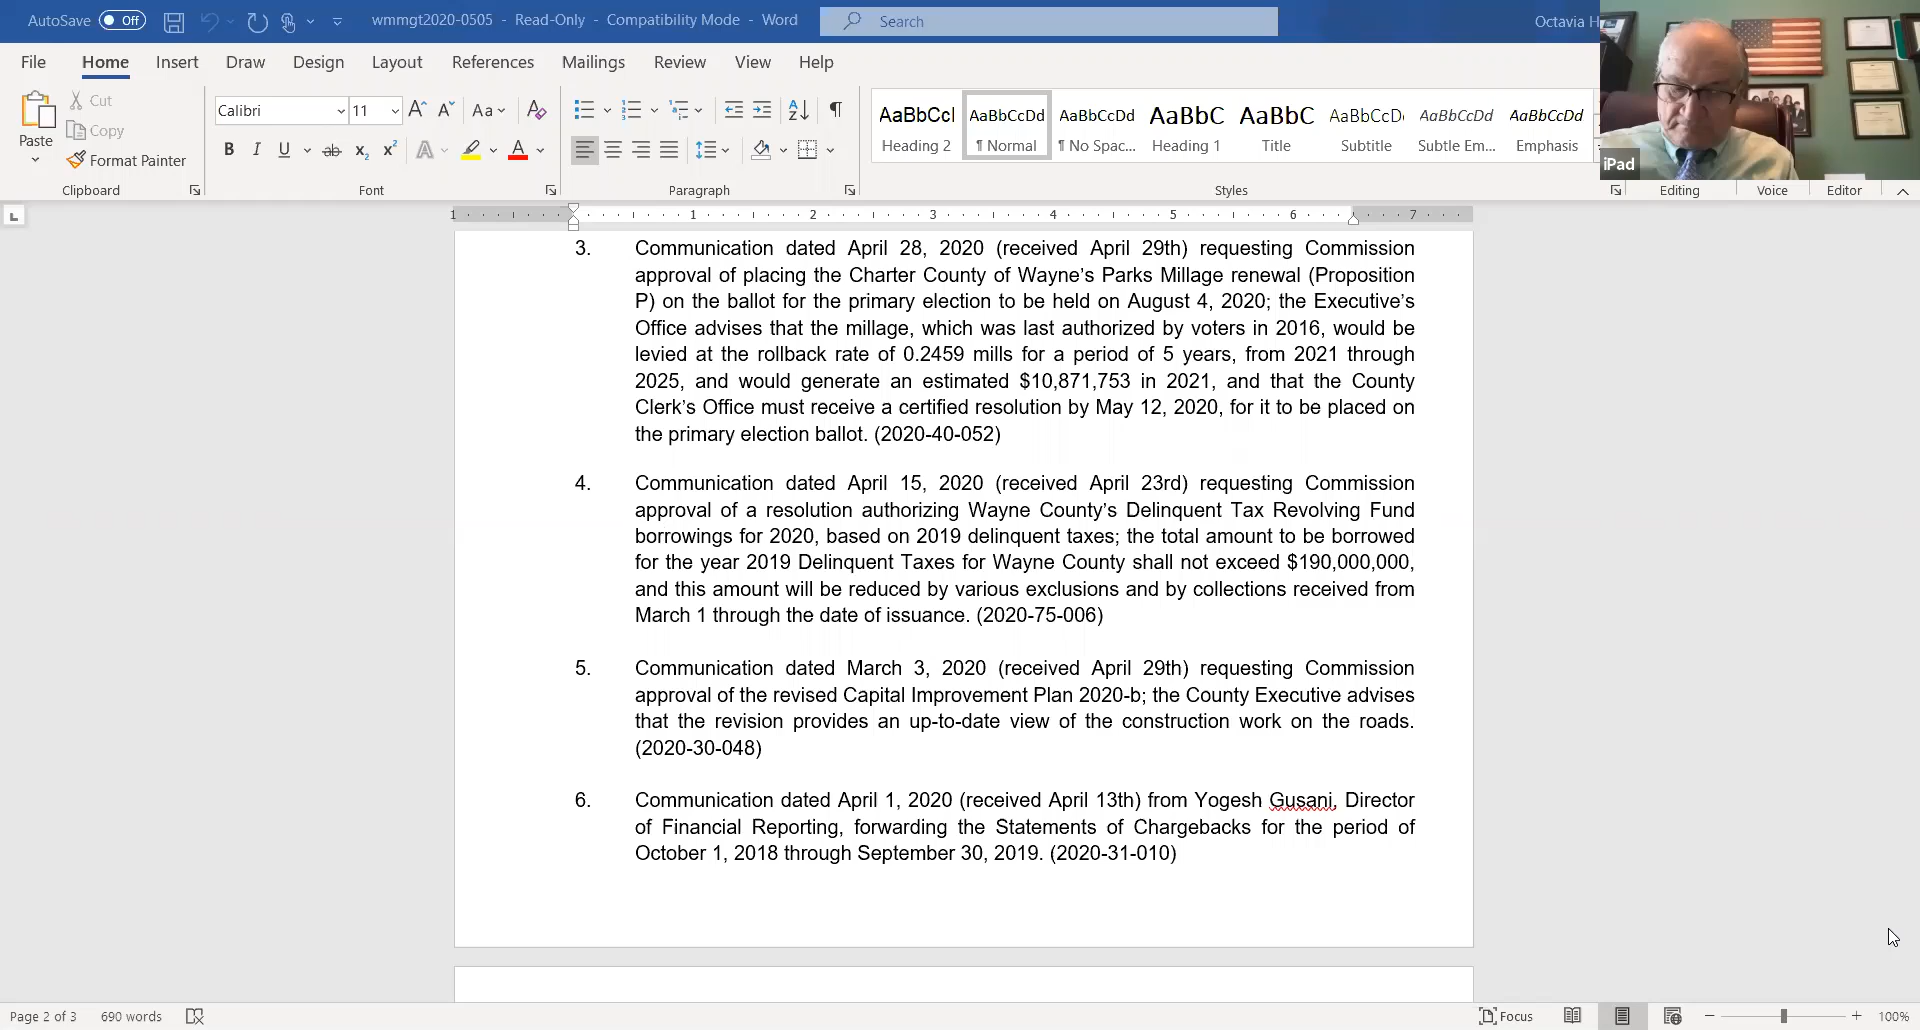 AutoSave Off wmmgt2020-0505 - Read-Only - Compatibility Mode - Word Search Octavia H
File Home Insert Draw Design Layout References Mailings Review View Help
Paste Cut Copy Format Painter
Calibri 11 Aa
B I U ab x2 x2 A A
AaBbCcl AaBbCcDd AaBbCcDd AaBbC AaBbC AaBbCcD AaBbCcDd AaBbCcDd
Heading 2 ¶ Normal ¶ No Spac... Heading 1 Title Subtitle Subtle Em... Emphasis
iPad
Clipboard Font Paragraph Styles Editing Voice Editor
1 1 2 3 4 5 6 7
3. Communication dated April 28, 2020 (received April 29th) requesting Commission
approval of placing the Charter County of Wayne’s Parks Millage renewal (Proposition
P) on the ballot for the primary election to be held on August 4, 2020; the Executive’s
Office advises that the millage, which was last authorized by voters in 2016, would be
levied at the rollback rate of 0.2459 mills for a period of 5 years, from 2021 through
2025, and would generate an estimated $10,871,753 in 2021, and that the County
Clerk’s Office must receive a certified resolution by May 12, 2020, for it to be placed on
the primary election ballot. (2020-40-052)
4. Communication dated April 15, 2020 (received April 23rd) requesting Commission
approval of a resolution authorizing Wayne County’s Delinquent Tax Revolving Fund
borrowings for 2020, based on 2019 delinquent taxes; the total amount to be borrowed
for the year 2019 Delinquent Taxes for Wayne County shall not exceed $190,000,000,
and this amount will be reduced by various exclusions and by collections received from
March 1 through the date of issuance. (2020-75-006)
5. Communication dated March 3, 2020 (received April 29th) requesting Commission
approval of the revised Capital Improvement Plan 2020-b; the County Executive advises
that the revision provides an up-to-date view of the construction work on the roads.
(2020-30-048)
6. Communication dated April 1, 2020 (received April 13th) from Yogesh Gusani, Director
of Financial Reporting, forwarding the Statements of Chargebacks for the period of
October 1, 2018 through September 30, 2019. (2020-31-010)
Page 2 of 3 690 words Focus 100%